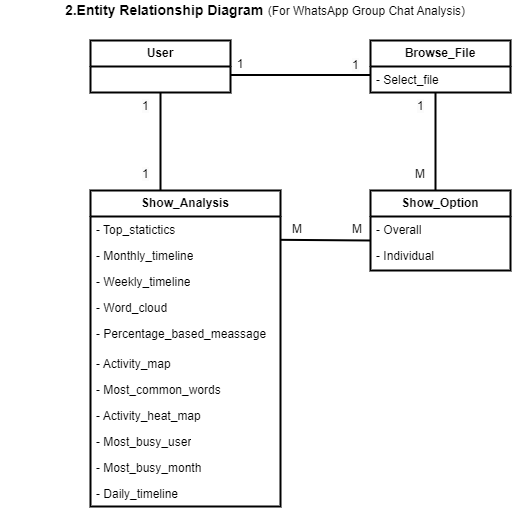 2.Entity Relationship Diagram (For WhatsApp Group Chat Analysis)
User
1
1
Browse_File
- Select_file
1
1
1
M
Show_Analysis
- Top_statictics
- Monthly_timeline
- Weekly_timeline
- Word_cloud
- Percentage_based_meassage
- Activity_map
- Most_common_words
- Activity_heat_map
- Most_busy_user
- Most_busy_month
- Daily_timeline
M
M
Show_Option
- Overall
- Individual